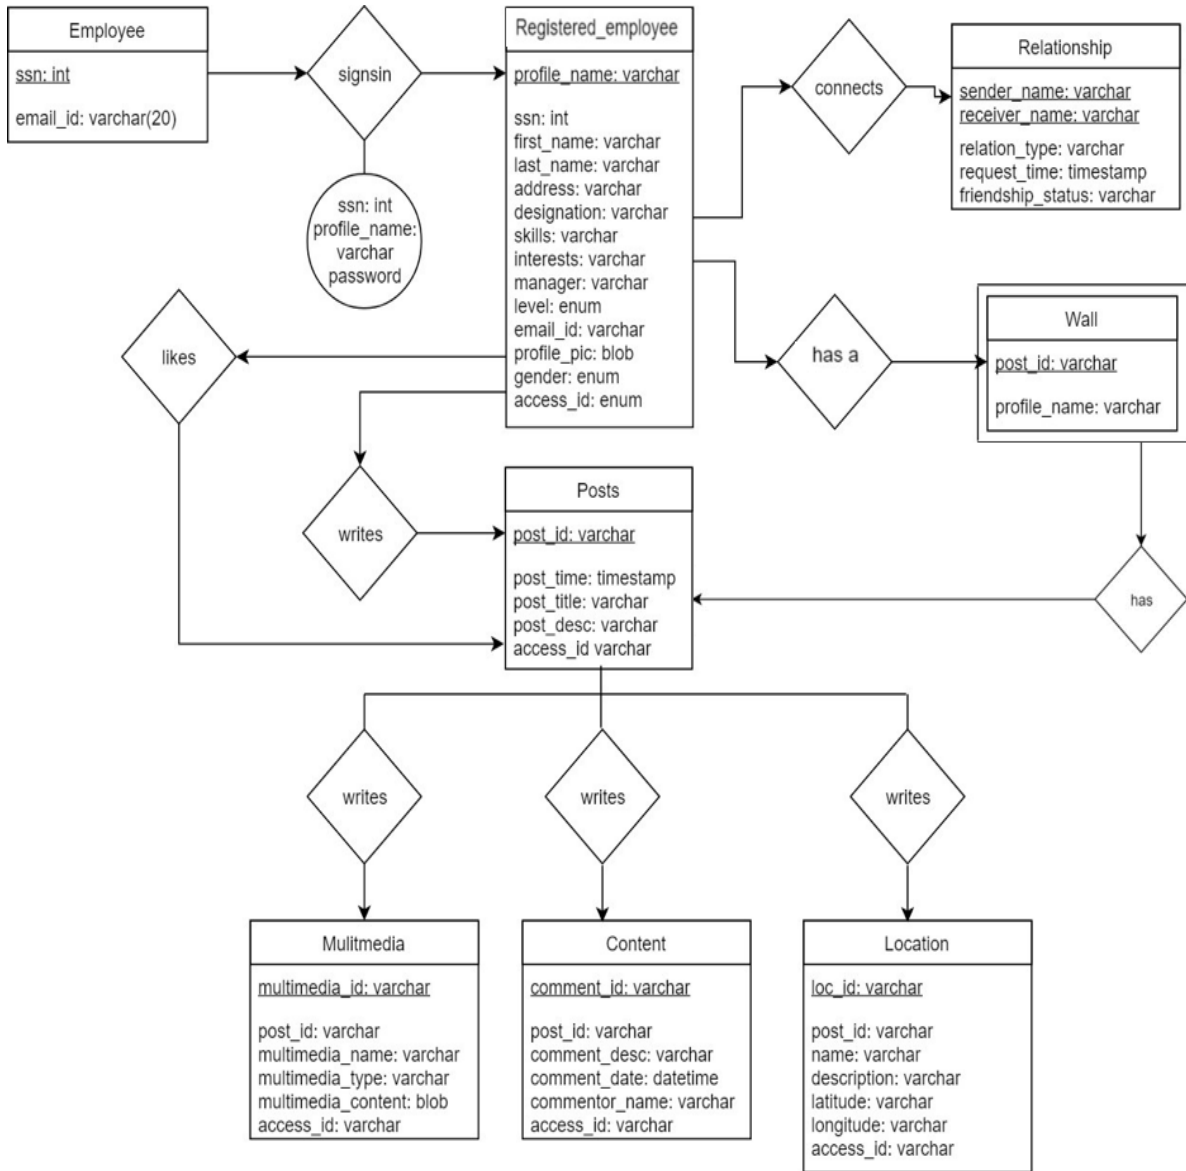 Employee
ssn: int
email_id: varchar(20)
signsin
ssn: int
profile_name:
varchar
password
Registered_employee
profile_name: varchar
ssn: int
first_name: varchar
last_name: varchar
address: varchar
designation: varchar
skills: varchar
interests: varchar
manager: varchar
level: enum
email_id: varchar
profile_pic: blob
gender: enum
access_id: enum
connects
Relationship
sender_name: varchar
receiver_name: varchar
relation_type: varchar
request_time: timestamp
friendship_status: varchar
likes
has a
Wall
post_id: varchar
profile_name: varchar
writes
Posts
post_id: varchar
post_time: timestamp
post_title: varchar
post_desc: varchar
access_id varchar
has
writes
writes
writes
Mulitmedia
multimedia_id: varchar
post_id: varchar
multimedia_name: varchar
multimedia_type: varchar
multimedia_content: blob
access_id: varchar
Content
comment_id: varchar
post_id: varchar
comment_desc: varchar
comment_date: datetime
commentor_name: varchar
access_id: varchar
Location
loc_id: varchar
post_id: varchar
name: varchar
description: varchar
latitude: varchar
longitude: varchar
access_id: varchar